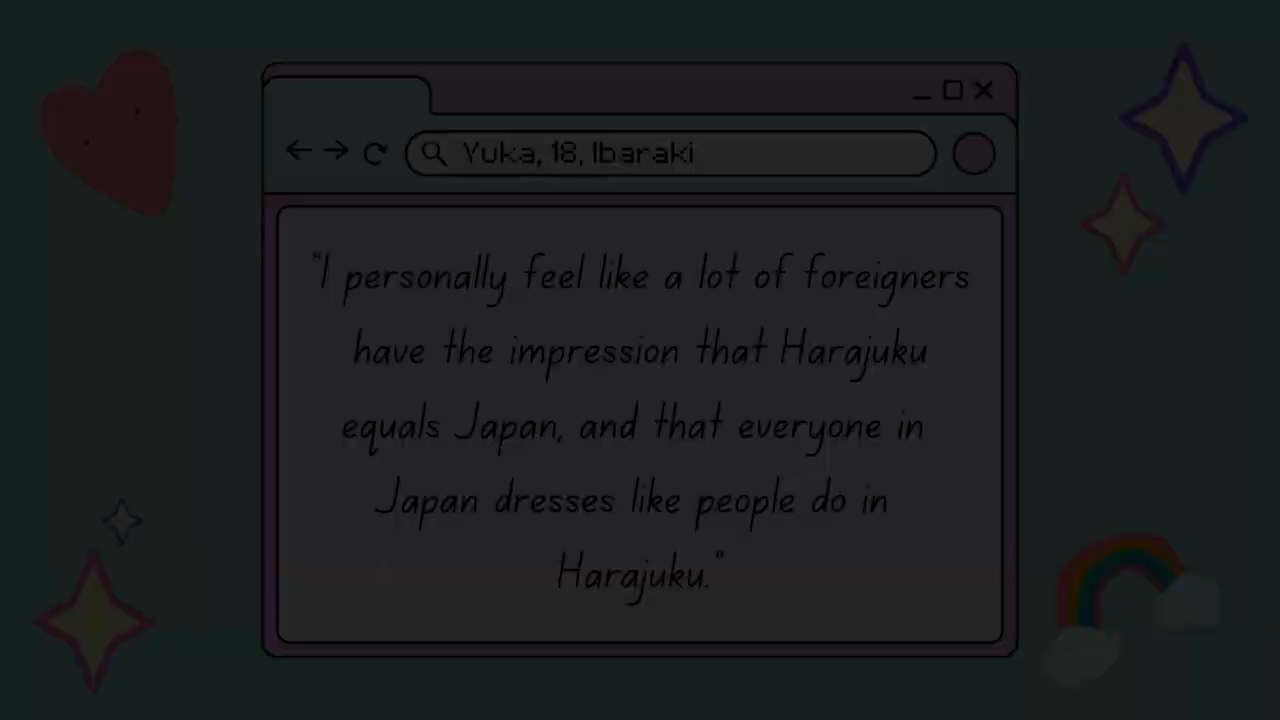 Yuka, 18, Ibaraki
"I personally feel like a lot of foreigners
have the impression that Harajuku
equals Japan, and that everyone in
Japan dresses like people do in
Harajuku."